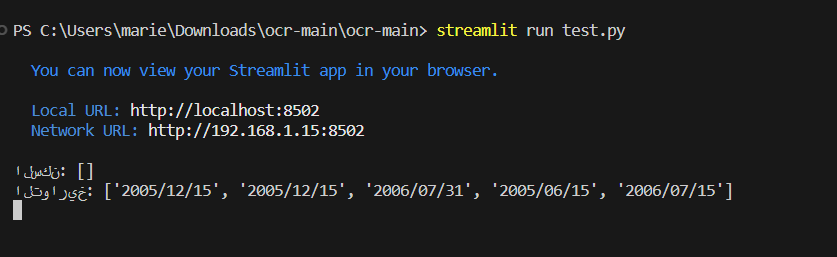 PS C:\Users\marie\Downloads\ocr-main\ocr-main> streamlit run test.py
You can now view your Streamlit app in your browser.
Local URL: http://localhost:8502
Network URL: http://192.168.1.15:8502
السكن: []
التواريخ: ['2005/12/15', '2005/12/15', '2006/07/31', '2005/06/15', '2006/07/15']